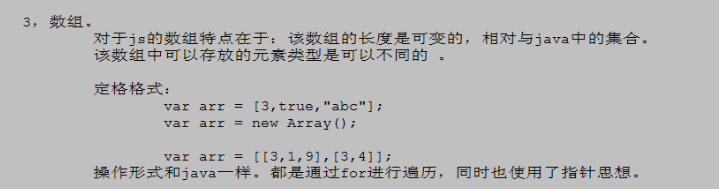 3，数组。
对于js的数组特点在于：该数组的长度是可变的，相对与java中的集合。
该数组中可以存放的元素类型是可以不同的 。
定格格式：
var arr = [3,true,"abc"];
var arr = new Array();
var arr = [[3,1,9],[3,4]];
操作形式和java一样。都是通过for进行遍历，同时也使用了指针思想。